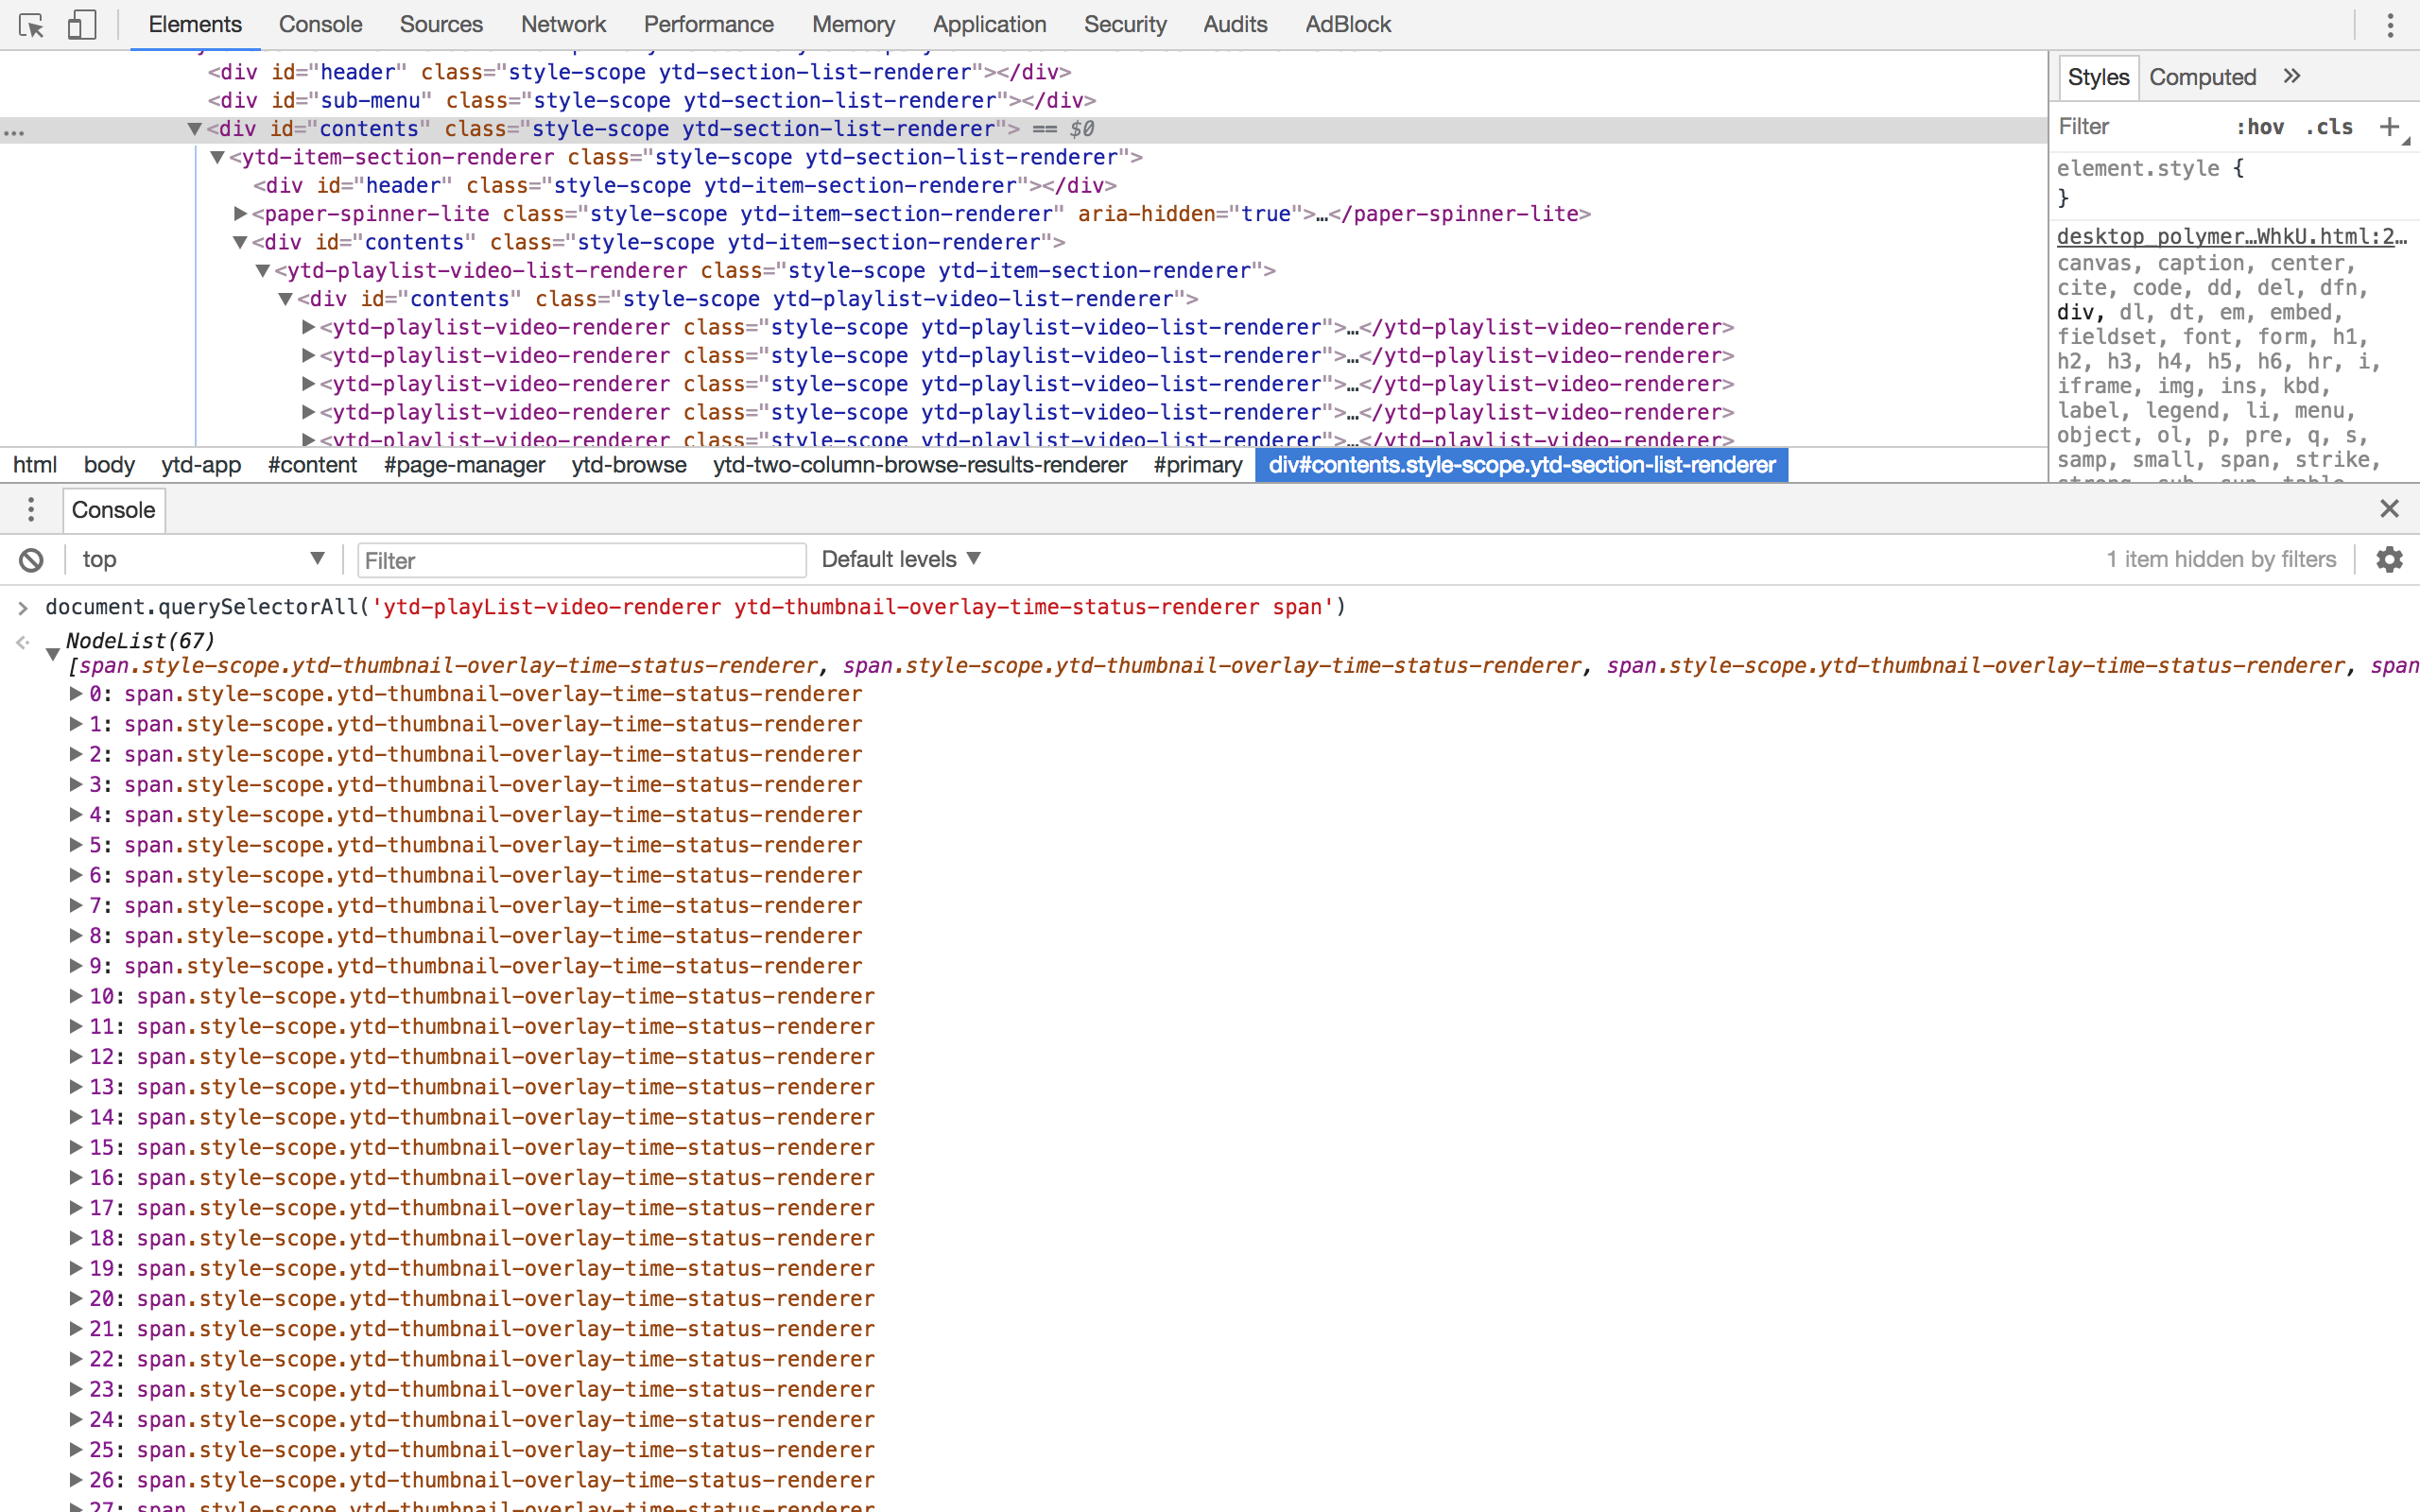 Elements Console Sources Network Performance Memory Application Security Audits AdBlock
<div id="header" class="style-scope ytd-section-list-renderer"></div>
<div id="sub-menu" class="style-scope ytd-section-list-renderer"></div>
... ▼<div id="contents" class="style-scope ytd-section-list-renderer"> == $0
▼<ytd-item-section-renderer class="style-scope ytd-section-list-renderer">
<div id="header" class="style-scope ytd-item-section-renderer"></div>
▶<paper-spinner-lite class="style-scope ytd-item-section-renderer" aria-hidden="true">…</paper-spinner-lite>
▼<div id="contents" class="style-scope ytd-item-section-renderer">
▼<ytd-playlist-video-list-renderer class="style-scope ytd-item-section-renderer">
▼<div id="contents" class="style-scope ytd-playlist-video-list-renderer">
▶<ytd-playlist-video-renderer class="style-scope ytd-playlist-video-list-renderer">…</ytd-playlist-video-renderer>
▶<ytd-playlist-video-renderer class="style-scope ytd-playlist-video-list-renderer">…</ytd-playlist-video-renderer>
▶<ytd-playlist-video-renderer class="style-scope ytd-playlist-video-list-renderer">…</ytd-playlist-video-renderer>
▶<ytd-playlist-video-renderer class="style-scope ytd-playlist-video-list-renderer">…</ytd-playlist-video-renderer>
▶<ytd-playlist-video-renderer class="style-scope ytd-playlist-video-list-renderer">…</ytd-playlist-video-renderer>
html body ytd-app #content #page-manager ytd-browse ytd-two-column-browse-results-renderer #primary div#contents.style-scope.ytd-section-list-renderer
Styles Computed »
Filter :hov .cls +
element.style {
}
desktop_polymer…WhkU.html:2…
canvas, caption, center,
cite, code, dd, del, dfn,
div, dl, dt, em, embed,
fieldset, font, form, h1,
h2, h3, h4, h5, h6, hr, i,
iframe, img, ins, kbd,
label, legend, li, menu,
object, ol, p, pre, q, s,
samp, small, span, strike,
strong, sub, sup, table,
Console
top ▼ Filter Default levels ▼ 1 item hidden by filters
> document.querySelectorAll('ytd-playList-video-renderer ytd-thumbnail-overlay-time-status-renderer span')
NodeList(67)
[span.style-scope.ytd-thumbnail-overlay-time-status-renderer, span.style-scope.ytd-thumbnail-overlay-time-status-renderer, span.style-scope.ytd-thumbnail-overlay-time-status-renderer, span
▶0: span.style-scope.ytd-thumbnail-overlay-time-status-renderer
▶1: span.style-scope.ytd-thumbnail-overlay-time-status-renderer
▶2: span.style-scope.ytd-thumbnail-overlay-time-status-renderer
▶3: span.style-scope.ytd-thumbnail-overlay-time-status-renderer
▶4: span.style-scope.ytd-thumbnail-overlay-time-status-renderer
▶5: span.style-scope.ytd-thumbnail-overlay-time-status-renderer
▶6: span.style-scope.ytd-thumbnail-overlay-time-status-renderer
▶7: span.style-scope.ytd-thumbnail-overlay-time-status-renderer
▶8: span.style-scope.ytd-thumbnail-overlay-time-status-renderer
▶9: span.style-scope.ytd-thumbnail-overlay-time-status-renderer
▶10: span.style-scope.ytd-thumbnail-overlay-time-status-renderer
▶11: span.style-scope.ytd-thumbnail-overlay-time-status-renderer
▶12: span.style-scope.ytd-thumbnail-overlay-time-status-renderer
▶13: span.style-scope.ytd-thumbnail-overlay-time-status-renderer
▶14: span.style-scope.ytd-thumbnail-overlay-time-status-renderer
▶15: span.style-scope.ytd-thumbnail-overlay-time-status-renderer
▶16: span.style-scope.ytd-thumbnail-overlay-time-status-renderer
▶17: span.style-scope.ytd-thumbnail-overlay-time-status-renderer
▶18: span.style-scope.ytd-thumbnail-overlay-time-status-renderer
▶19: span.style-scope.ytd-thumbnail-overlay-time-status-renderer
▶20: span.style-scope.ytd-thumbnail-overlay-time-status-renderer
▶21: span.style-scope.ytd-thumbnail-overlay-time-status-renderer
▶22: span.style-scope.ytd-thumbnail-overlay-time-status-renderer
▶23: span.style-scope.ytd-thumbnail-overlay-time-status-renderer
▶24: span.style-scope.ytd-thumbnail-overlay-time-status-renderer
▶25: span.style-scope.ytd-thumbnail-overlay-time-status-renderer
▶26: span.style-scope.ytd-thumbnail-overlay-time-status-renderer
▶27: span.style-scope.ytd-thumbnail-overlay-time-status-renderer